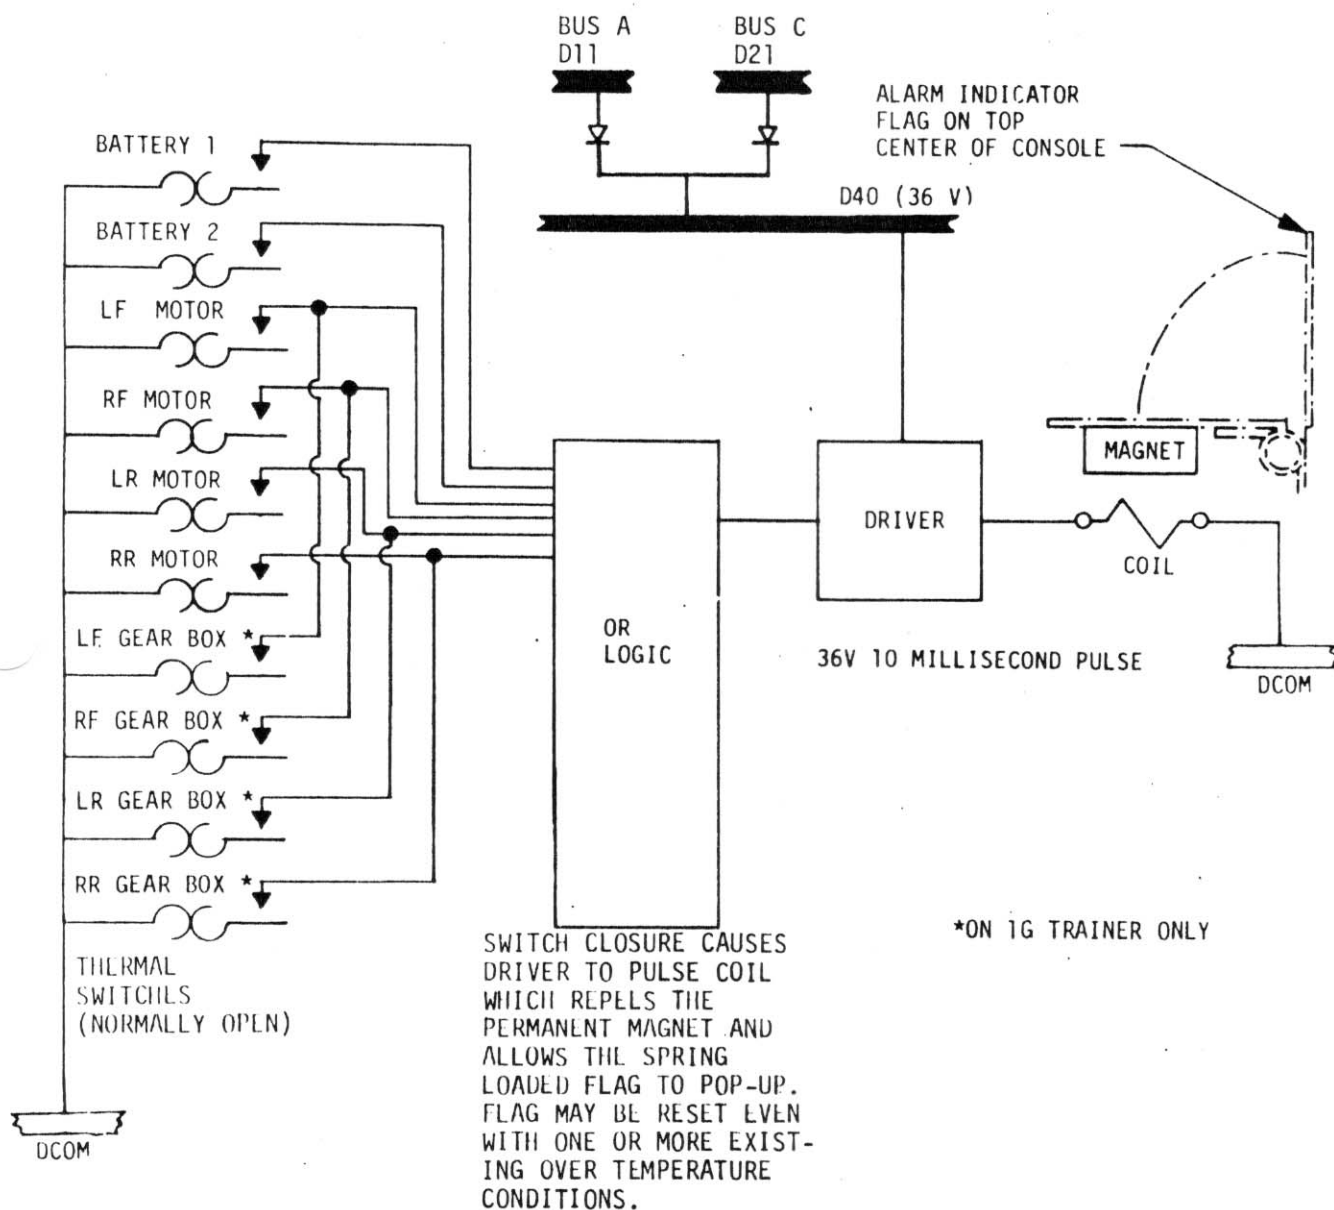 BUS A
D11
BUS C
D21
ALARM INDICATOR
FLAG ON TOP
CENTER OF CONSOLE
D40 (36 V)
BATTERY 1
BATTERY 2
LF MOTOR
RF MOTOR
LR MOTOR
RR MOTOR
LF GEAR BOX *
RF GEAR BOX *
LR GEAR BOX *
RR GEAR BOX *
THERMAL
SWITCHES
(NORMALLY OPEN)
DCOM
OR
LOGIC
DRIVER
MAGNET
COIL
36V 10 MILLISECOND PULSE
DCOM
*ON 1G TRAINER ONLY
SWITCH CLOSURE CAUSES
DRIVER TO PULSE COIL
WHICH REPELS THE
PERMANENT MAGNET AND
ALLOWS THE SPRING
LOADED FLAG TO POP-UP.
FLAG MAY BE RESET EVEN
WITH ONE OR MORE EXIST-
ING OVER TEMPERATURE
CONDITIONS.